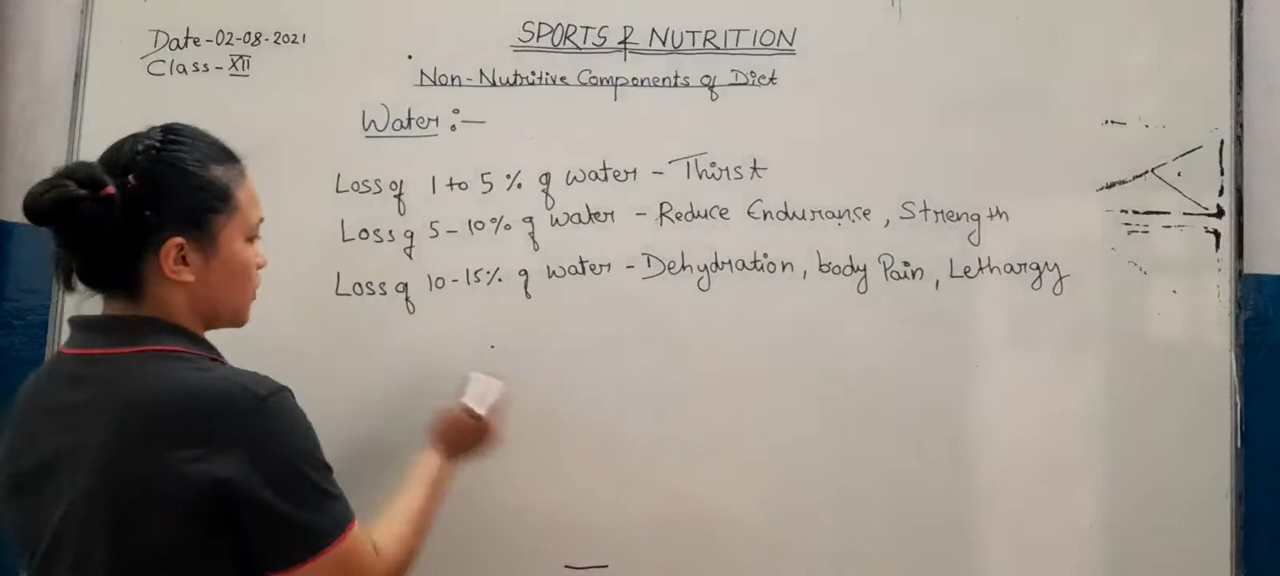 Date-02-08-2021
Class-XII
SPORTS & NUTRITION
Non-Nutritive Components of Diet
Water:-
Loss of 1 to 5% of water - Thirst
Loss of 5-10% of water - Reduce Endurance, Strength
Loss of 10-15% of water - Dehydration, body Pain, Lethargy